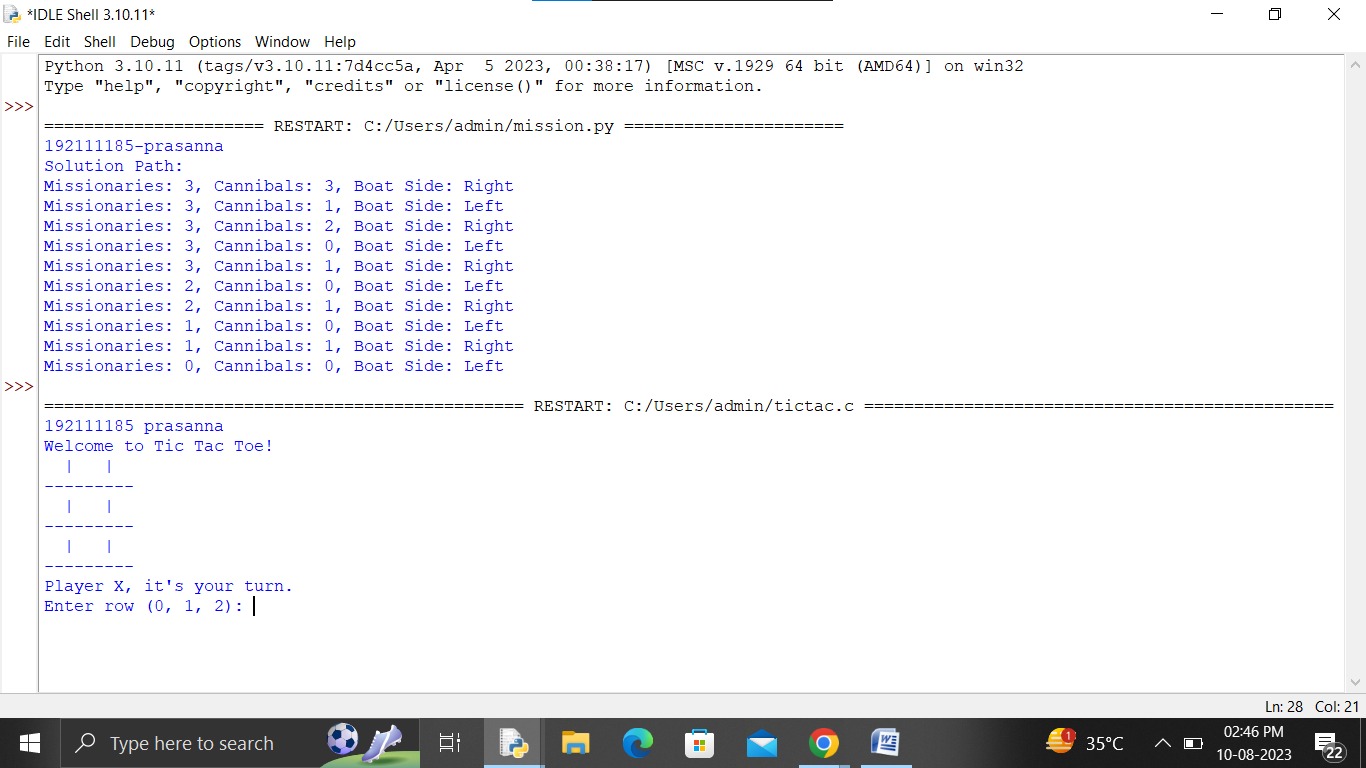 *IDLE Shell 3.10.11*
File Edit Shell Debug Options Window Help
Python 3.10.11 (tags/v3.10.11:7d4cc5a, Apr  5 2023, 00:38:17) [MSC v.1929 64 bit (AMD64)] on win32
Type "help", "copyright", "credits" or "license()" for more information.
>>>
====================== RESTART: C:/Users/admin/mission.py ======================
192111185-prasanna
Solution Path:
Missionaries: 3, Cannibals: 3, Boat Side: Right
Missionaries: 3, Cannibals: 1, Boat Side: Left
Missionaries: 3, Cannibals: 2, Boat Side: Right
Missionaries: 3, Cannibals: 0, Boat Side: Left
Missionaries: 3, Cannibals: 1, Boat Side: Right
Missionaries: 2, Cannibals: 0, Boat Side: Left
Missionaries: 2, Cannibals: 1, Boat Side: Right
Missionaries: 1, Cannibals: 0, Boat Side: Left
Missionaries: 1, Cannibals: 1, Boat Side: Right
Missionaries: 0, Cannibals: 0, Boat Side: Left
>>>
================================================ RESTART: C:/Users/admin/tictac.c ===============================================
192111185 prasanna
Welcome to Tic Tac Toe!
  |   |
---------
  |   |
---------
  |   |
---------
Player X, it's your turn.
Enter row (0, 1, 2):
Ln: 28 Col: 21
Type here to search
1
35°C
02:46 PM
10-08-2023
22